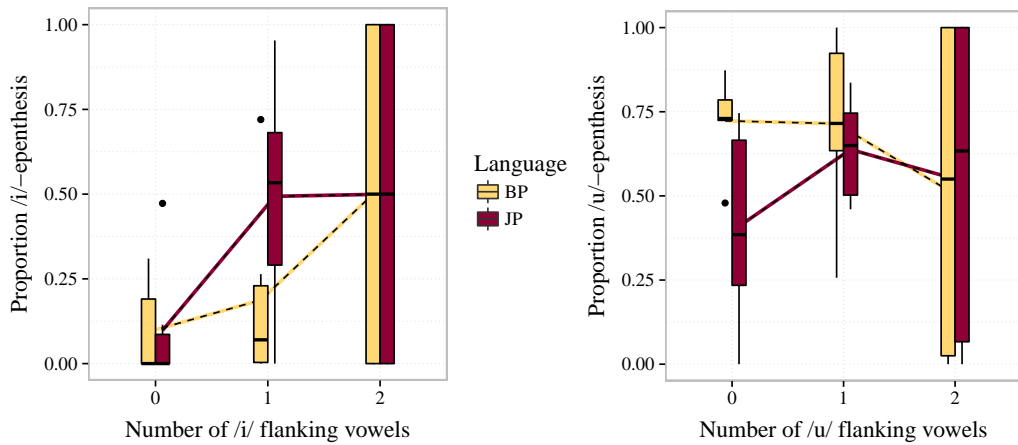 Proportion /i/−epenthesis
1.00
0.75
0.50
0.25
0.00
0 1 2
Number of /i/ flanking vowels
Language
BP
JP
Proportion /u/−epenthesis
1.00
0.75
0.50
0.25
0.00
0 1 2
Number of /u/ flanking vowels